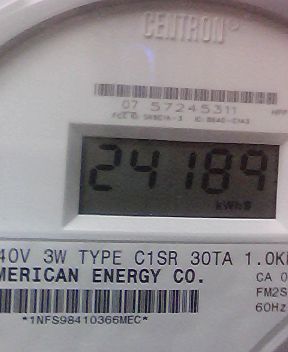 CENTRON®
07 57245311
24189
kWh
40V 3W TYPE C1SR 30TA 1.0K
MERICAN ENERGY CO.
CA 0
FM2S
60Hz
*1NFS98410366MEC*